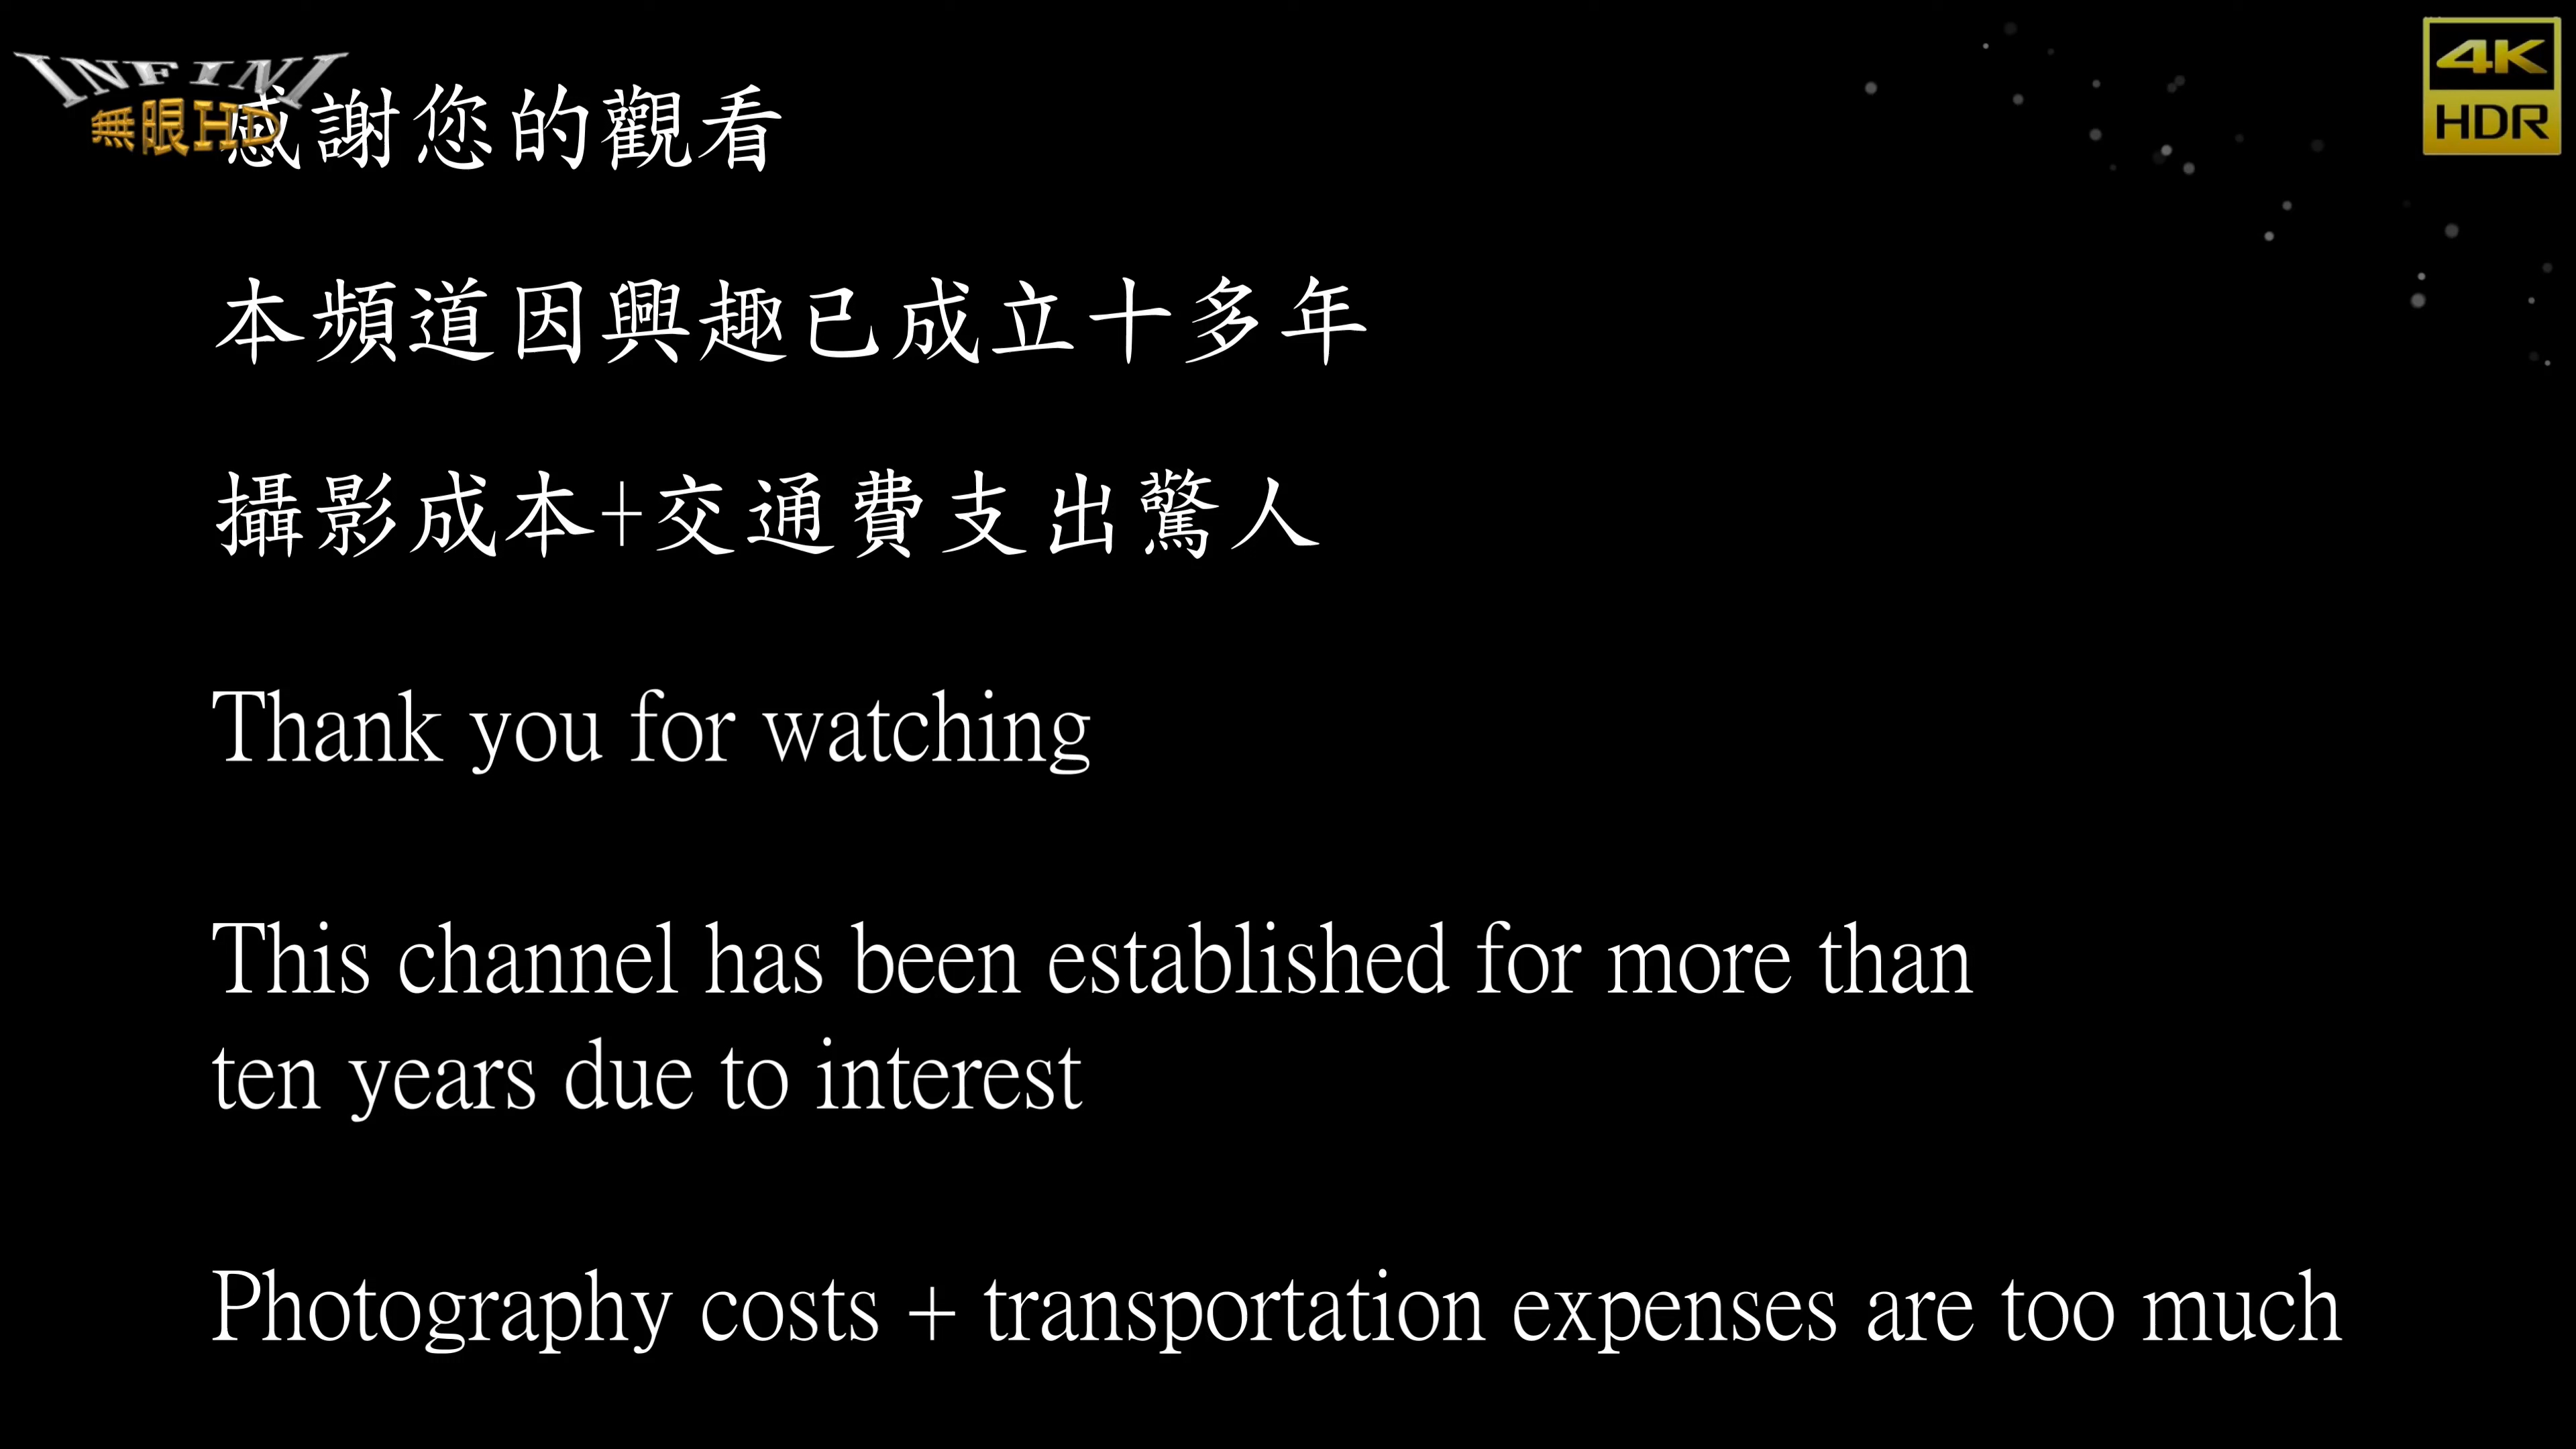 INFINI
無限HD
4K
HDR
感謝您的觀看
本頻道因興趣已成立十多年
攝影成本+交通費支出驚人
Thank you for watching
This channel has been established for more than
ten years due to interest
Photography costs + transportation expenses are too much